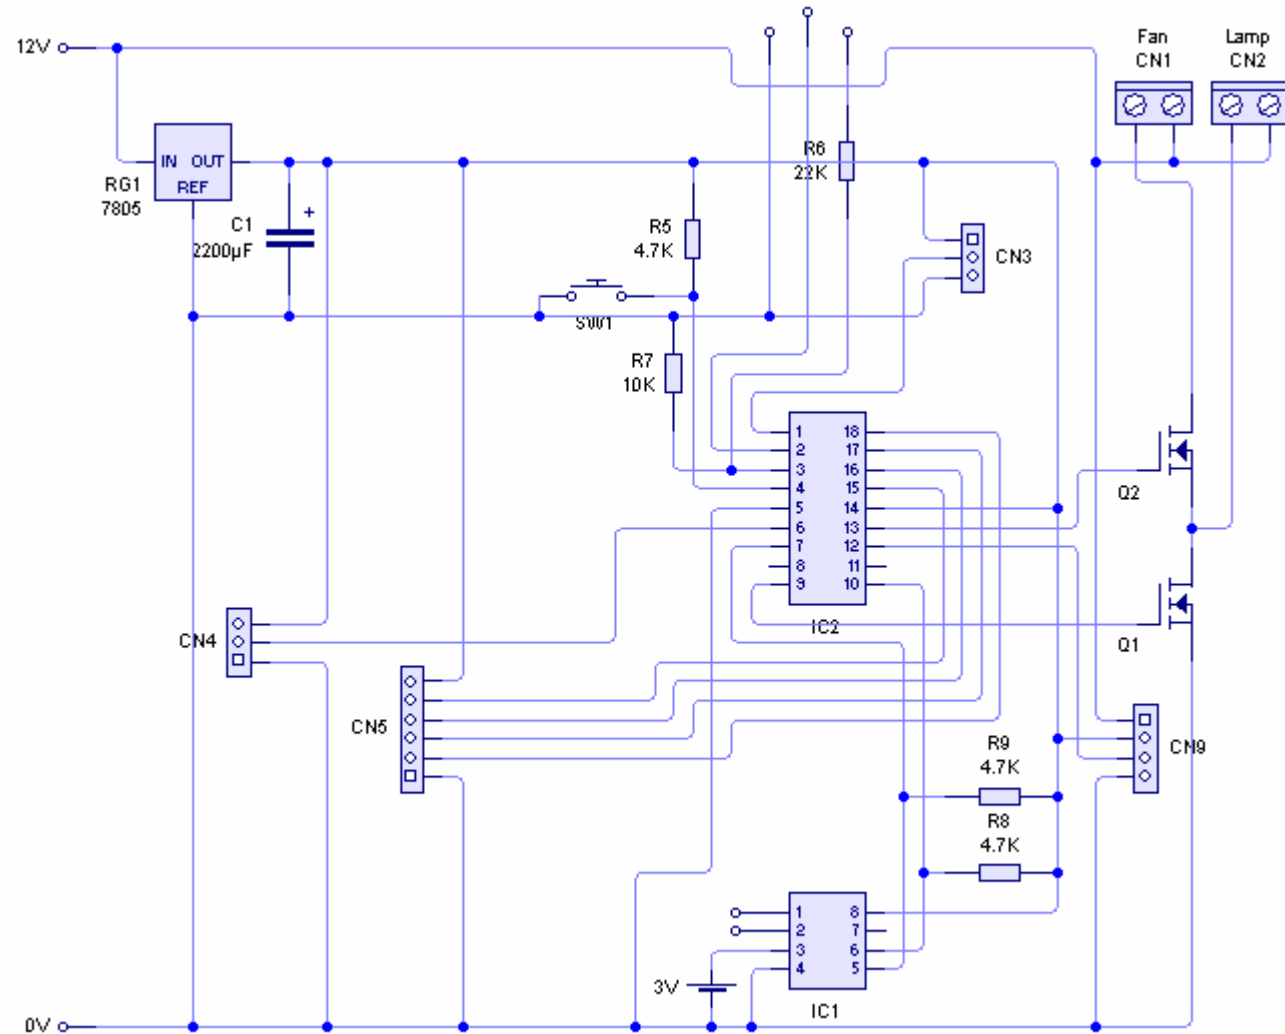 12V
Fan
CN1
Lamp
CN2
IN OUT
REF
RG1
7805
C1
+
2200µF
R6
22K
R5
4.7K
CN3
SW1
R7
10K
1 18
2 17
3 16
4 15
5 14
6 13
7 12
8 11
9 10
IC2
Q2
Q1
CN4
CN5
CN9
R9
4.7K
R8
4.7K
1 8
2 7
3 6
4 5
3V
IC1
0V